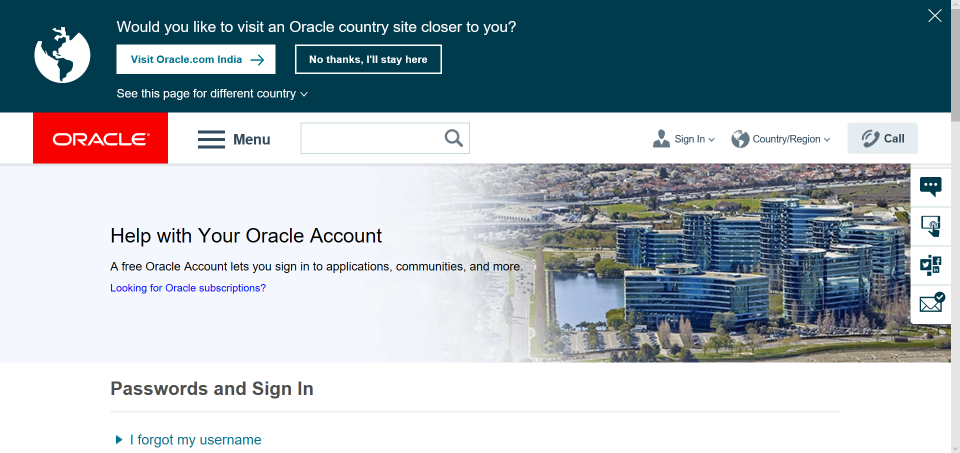 Would you like to visit an Oracle country site closer to you?
Visit Oracle.com India
No thanks, I'll stay here
See this page for different country
ORACLE
Menu
Sign In
Country/Region
Call
Help with Your Oracle Account
A free Oracle Account lets you sign in to applications, communities, and more.
Looking for Oracle subscriptions?
Passwords and Sign In
I forgot my username